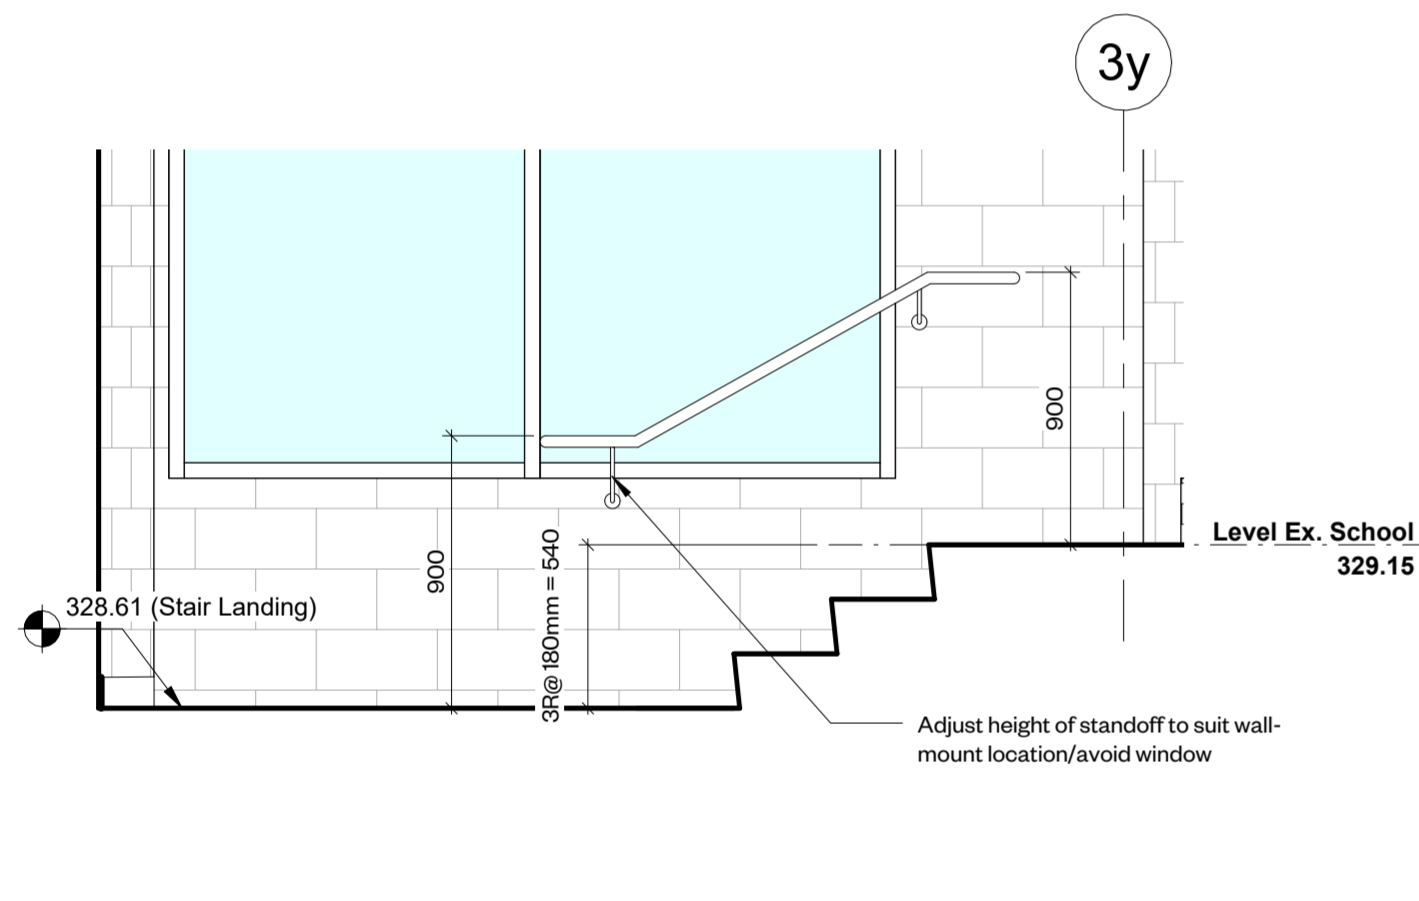 3y
900
Level Ex. School
329.15
900
3R@180mm = 540
328.61 (Stair Landing)
Adjust height of standoff to suit wall-
mount location/avoid window